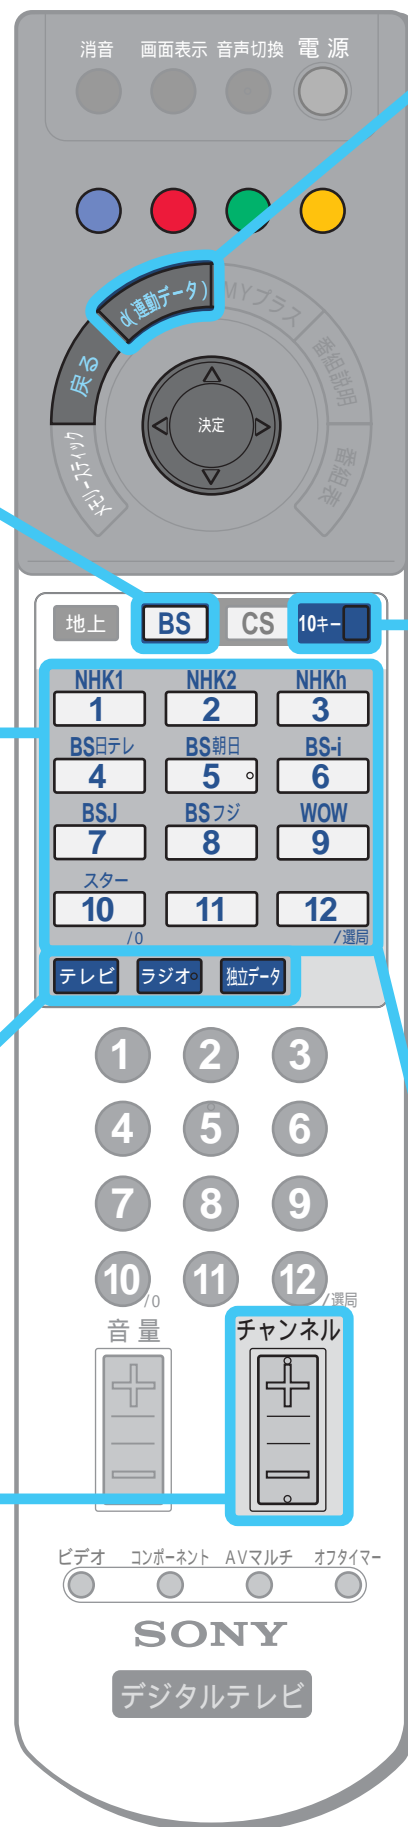 消音 画面表示 音声切換 電源
d(連動データ) MYプラス
戻る 番組説明
決定
メモリースティック 番組表
地上 BS CS 10キー
NHK1 NHK2 NHKh
1 2 3
BS日テレ BS朝日 BS-i
4 5 6
BSJ BSフジ WOW
7 8 9
スター
10 11 12
/0 /選局
テレビ ラジオ 独立データ
1 2 3
4 5 6
7 8 9
10/0 11 12/選局
音量 チャンネル
ビデオ コンポーネント AVマルチ オフタイマー
SONY
デジタルテレビ